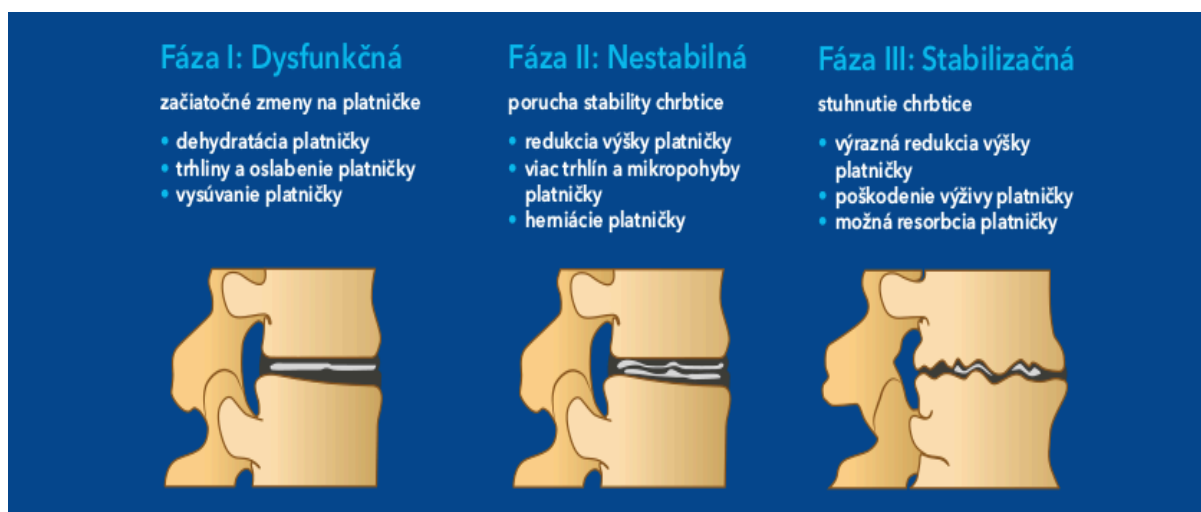 Fáza I: Dysfunkčná
začiatočné zmeny na platničke
• dehydratácia platničky
• trhliny a oslabenie platničky
• vysúvanie platničky
Fáza II: Nestabilná
porucha stability chrbtice
• redukcia výšky platničky
• viac trhlín a mikropohyby
platničky
• herniácie platničky
Fáza III: Stabilizačná
stuhnutie chrbtice
• výrazná redukcia výšky
platničky
• poškodenie výživy platničky
• možná resorbcia platničky